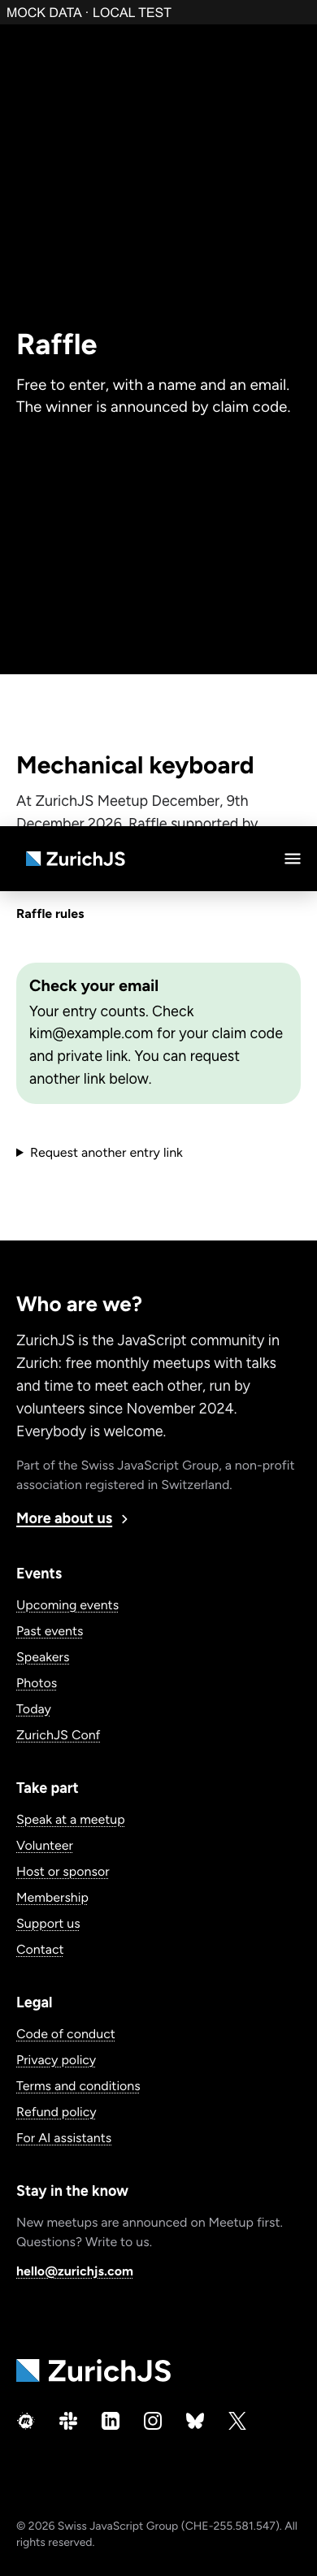 MOCK DATA · LOCAL TEST
Raffle
Free to enter, with a name and an email.
The winner is announced by claim code.
Mechanical keyboard
At ZurichJS Meetup December, 9th
December 2026. Raffle supported by
ZurichJS
Raffle rules
Check your email
Your entry counts. Check
kim@example.com for your claim code
and private link. You can request
another link below.
Request another entry link
Who are we?
ZurichJS is the JavaScript community in
Zurich: free monthly meetups with talks
and time to meet each other, run by
volunteers since November 2024.
Everybody is welcome.
Part of the Swiss JavaScript Group, a non-profit
association registered in Switzerland.
More about us
Events
Upcoming events
Past events
Speakers
Photos
Today
ZurichJS Conf
Take part
Speak at a meetup
Volunteer
Host or sponsor
Membership
Support us
Contact
Legal
Code of conduct
Privacy policy
Terms and conditions
Refund policy
For AI assistants
Stay in the know
New meetups are announced on Meetup first.
Questions? Write to us.
hello@zurichjs.com
ZurichJS
© 2026 Swiss JavaScript Group (CHE-255.581.547). All
rights reserved.